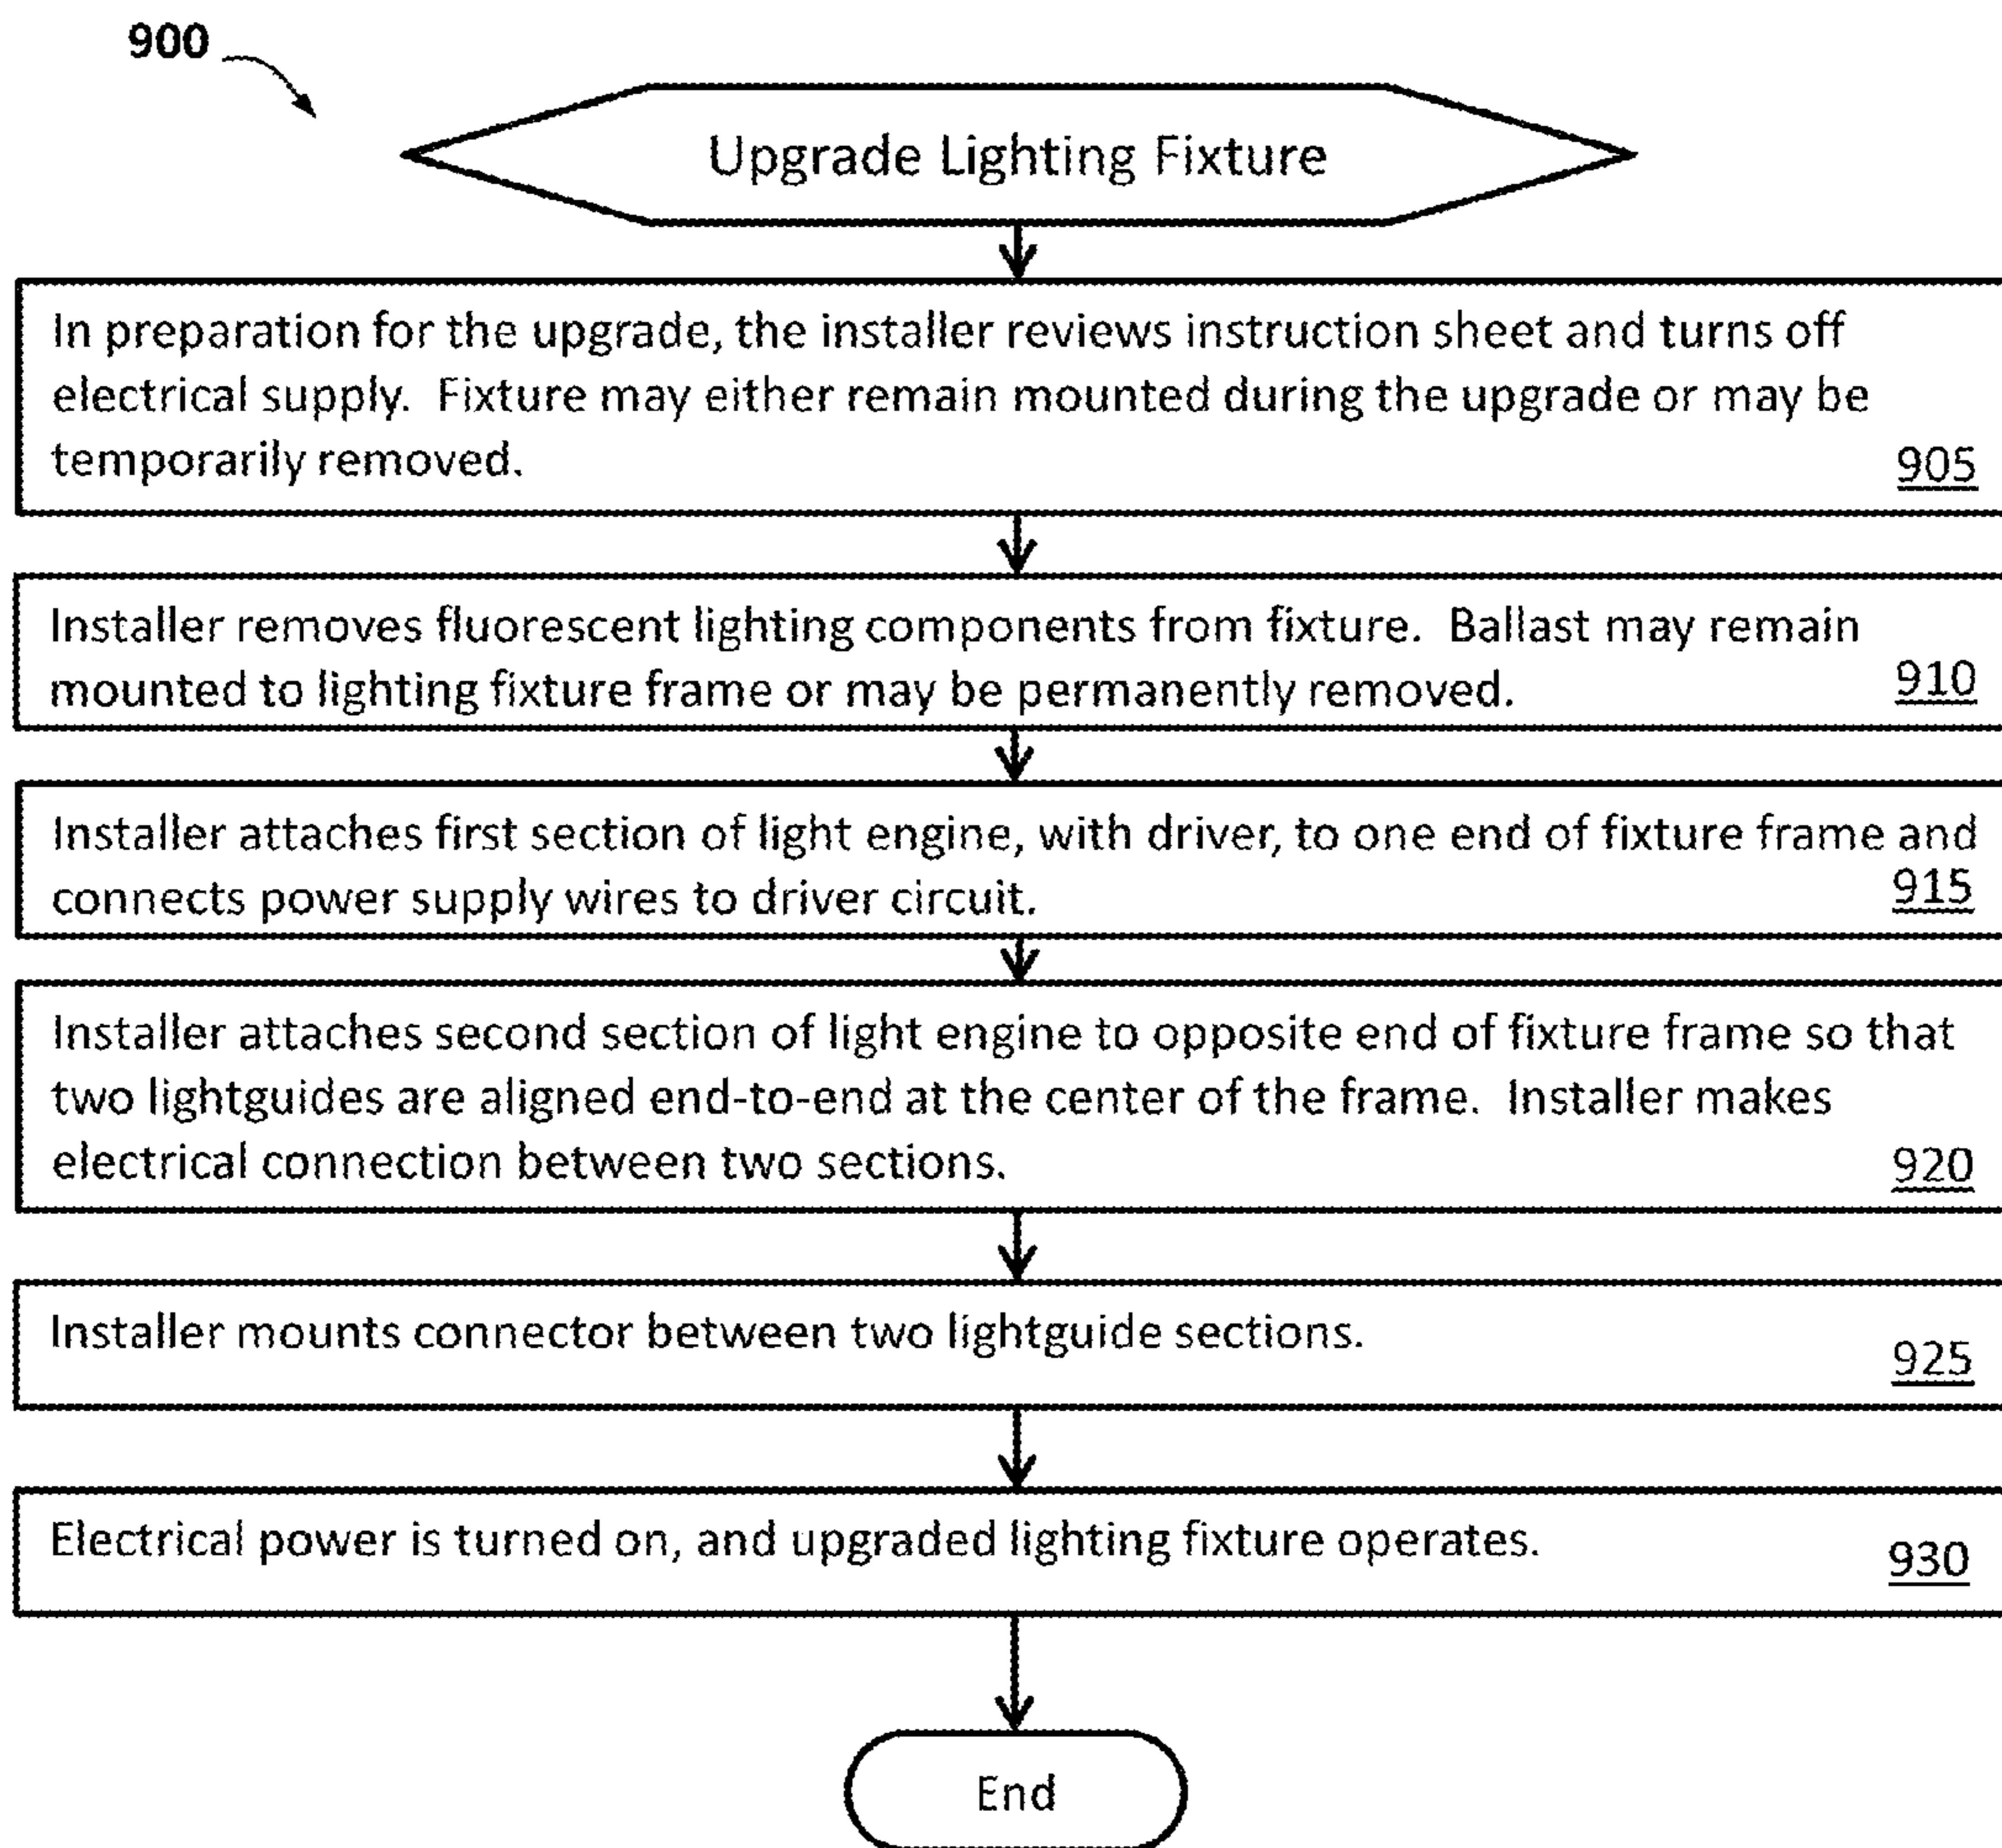 900
Upgrade Lighting Fixture
In preparation for the upgrade, the installer reviews instruction sheet and turns off
electrical supply.  Fixture may either remain mounted during the upgrade or may be
temporarily removed.
905
Installer removes fluorescent lighting components from fixture.  Ballast may remain
mounted to lighting fixture frame or may be permanently removed.
910
Installer attaches first section of light engine, with driver, to one end of fixture frame and
connects power supply wires to driver circuit.
915
Installer attaches second section of light engine to opposite end of fixture frame so that
two lightguides are aligned end-to-end at the center of the frame.  Installer makes
electrical connection between two sections.
920
Installer mounts connector between two lightguide sections.
925
Electrical power is turned on, and upgraded lighting fixture operates.
930
End